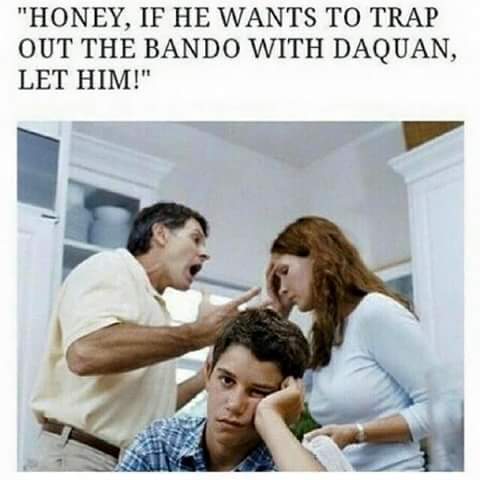 "HONEY, IF HE WANTS TO TRAP
OUT THE BANDO WITH DAQUAN,
LET HIM!"